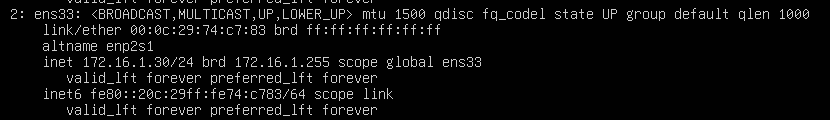 2: ens33: <BROADCAST,MULTICAST,UP,LOWER_UP> mtu 1500 qdisc fq_codel state UP group default qlen 1000
link/ether 00:0c:29:74:c7:83 brd ff:ff:ff:ff:ff:ff
altname enp2s1
inet 172.16.1.30/24 brd 172.16.1.255 scope global ens33
valid_lft forever preferred_lft forever
inet6 fe80::20c:29ff:fe74:c783/64 scope link
valid_lft forever preferred_lft forever